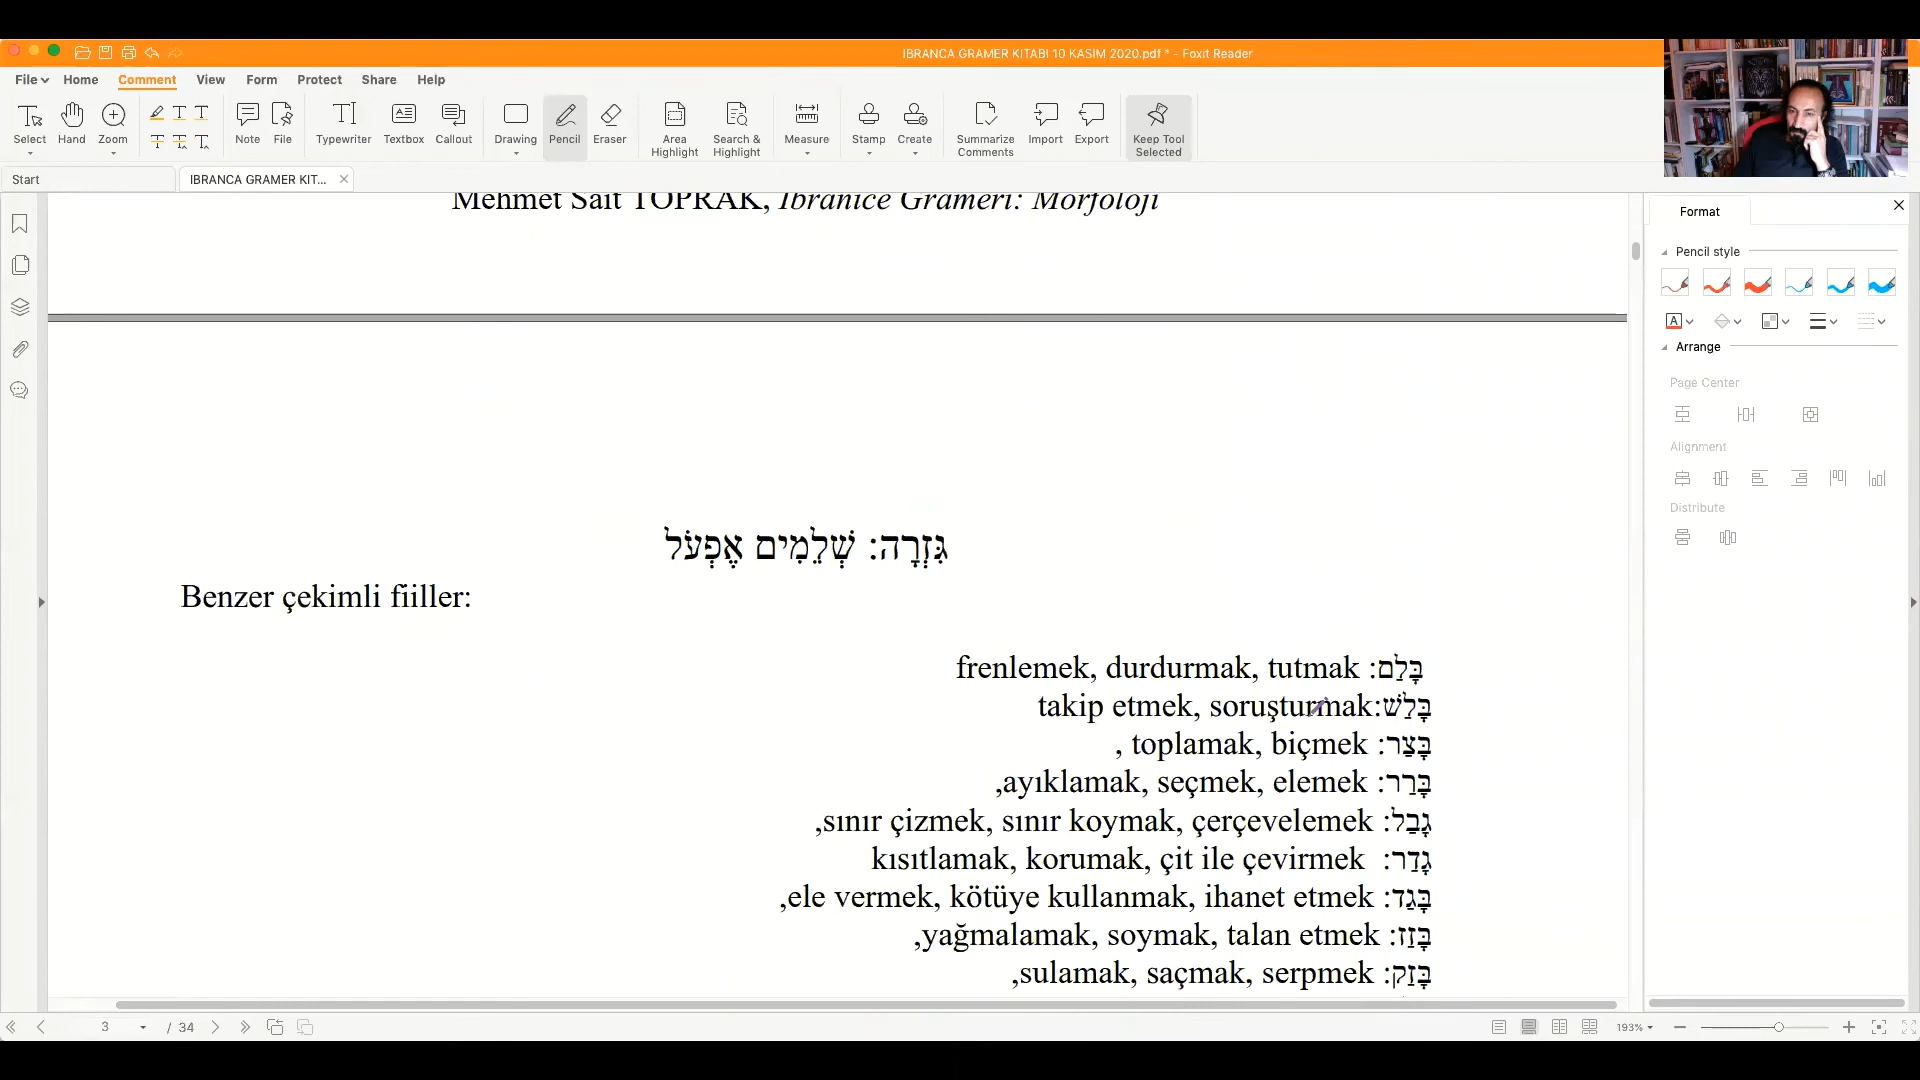 IBRANCA GRAMER KITABI 10 KASIM 2020.pdf * - Foxit Reader
File Home Comment View Form Protect Share Help
Select Hand Zoom Note File Typewriter Textbox Callout Drawing Pencil Eraser Area Highlight Search & Highlight Measure Stamp Create Summarize Comments Import Export Keep Tool Selected
Start IBRANCA GRAMER KIT...
Mehmet Sait TOPRAK, İbranice Grameri: Morfoloji
גִּזְרָה: שְׁלֵמִים אֶפְעֹל
Benzer çekimli fiiller:
בָּלַם: frenlemek, durdurmak, tutmak
בָּלַשׁ:takip etmek, soruşturmak
בָּצַר: toplamak, biçmek ,
בָּרַר: ayıklamak, seçmek, elemek,
גָבַל: sınır çizmek, sınır koymak, çerçevelemek,
גָדַר: kısıtlamak, korumak, çit ile çevirmek
בָּגַד: ele vermek, kötüye kullanmak, ihanet etmek,
בָּזַז: yağmalamak, soymak, talan etmek,
בָּזַק: sulamak, saçmak, serpmek,
Format
Pencil style
Arrange
Page Center
Alignment
Distribute
3 / 34
193%